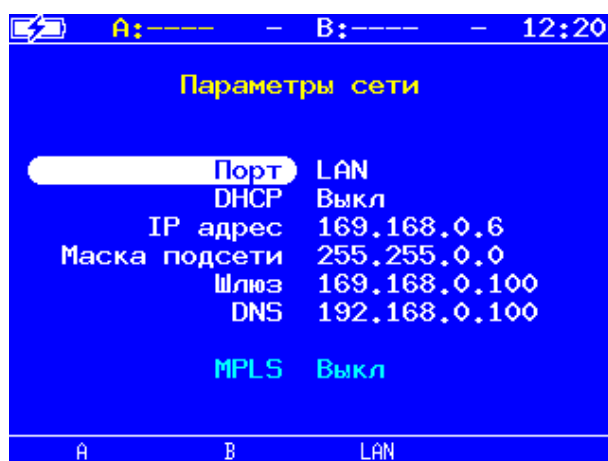 A:---- - B:---- - 12:20
Параметры сети
Порт LAN
DHCP Выкл
IP адрес 169.168.0.6
Маска подсети 255.255.0.0
Шлюз 169.168.0.100
DNS 192.168.0.100
MPLS Выкл
A B LAN